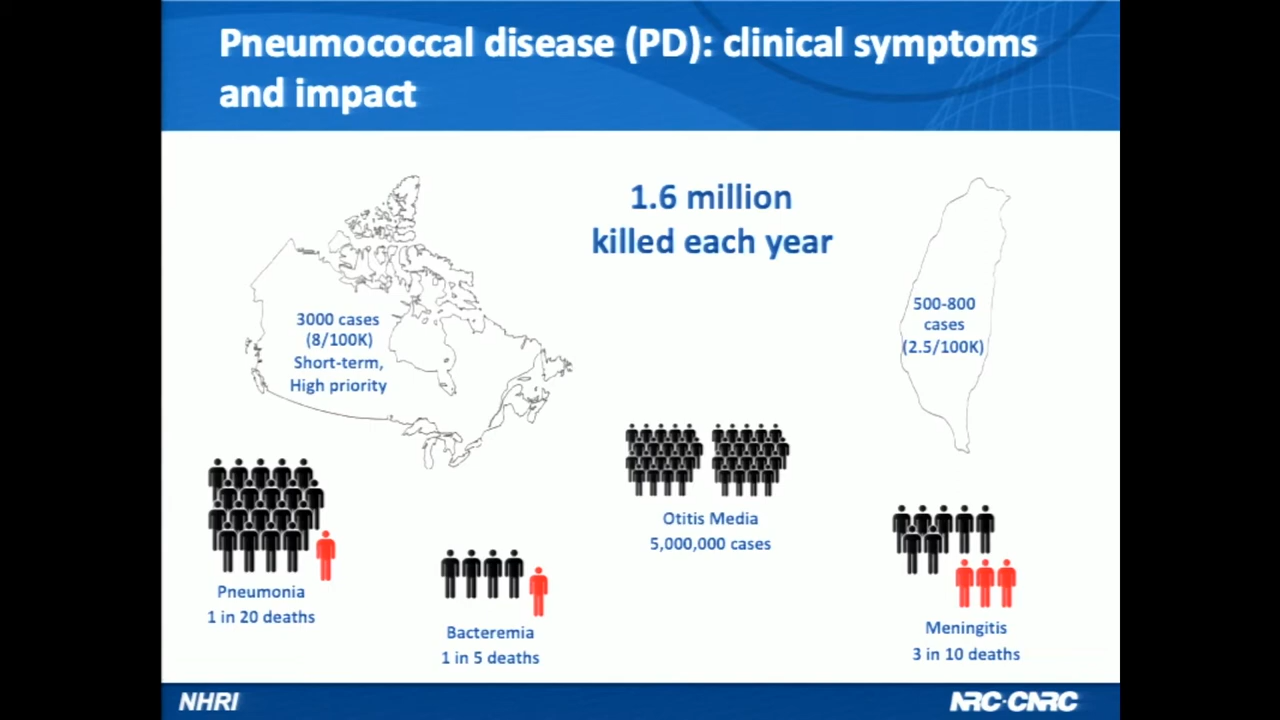 Pneumococcal disease (PD): clinical symptoms
and impact
1.6 million
killed each year
3000 cases
(8/100K)
Short-term,
High priority
500-800
cases
(2.5/100K)
Otitis Media
5,000,000 cases
Pneumonia
1 in 20 deaths
Bacteremia
1 in 5 deaths
Meningitis
3 in 10 deaths
NHRI
NRC·CNRC